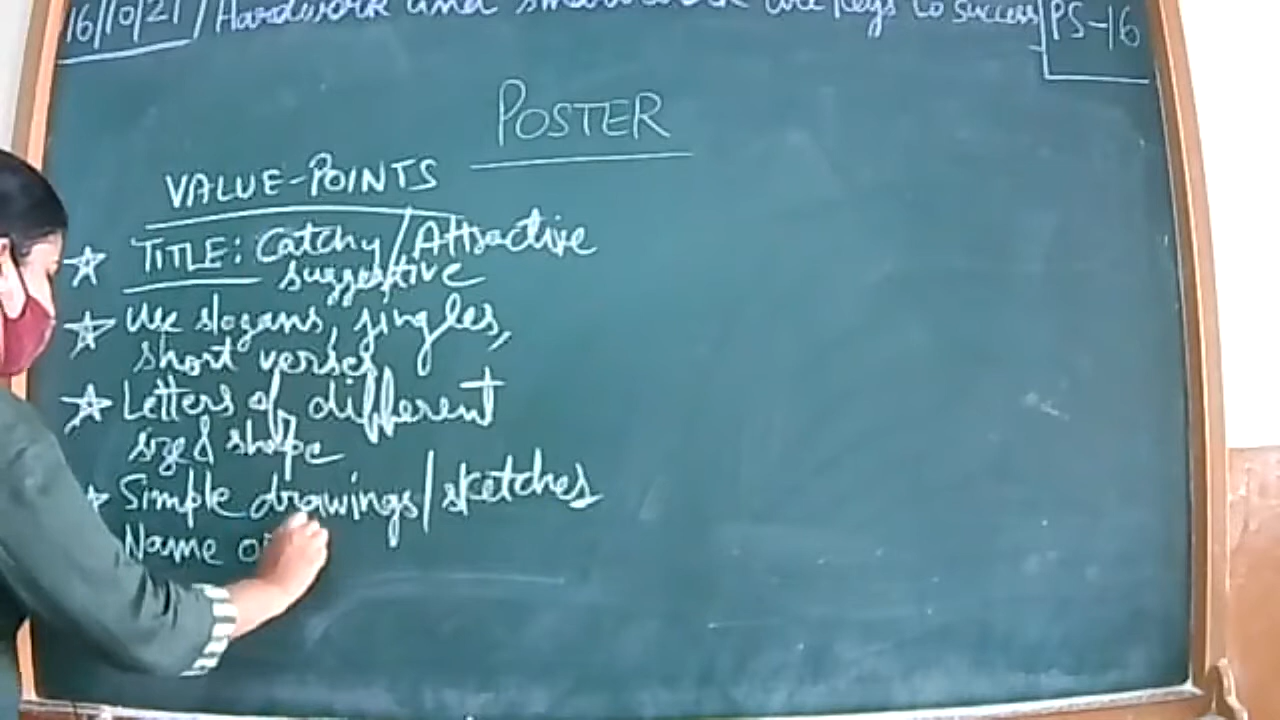 16/10/21 / Hardwork and smartwork are keys to success PS-16
POSTER
VALUE-POINTS
TITLE: Catchy/Attractive
suggestive
Use slogans, jingles,
short verses
Letters of different
size & shape
Simple drawings/sketches
Name of